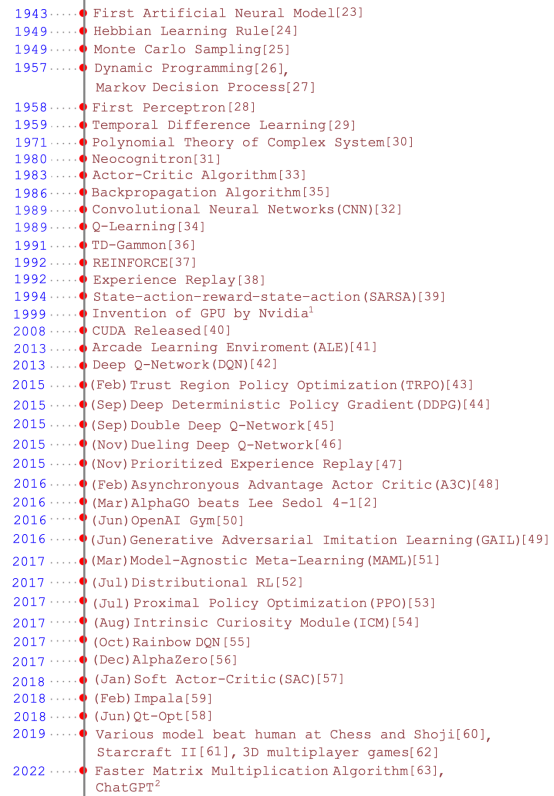 1943 First Artificial Neural Model[23]
1949 Hebbian Learning Rule[24]
1949 Monte Carlo Sampling[25]
1957 Dynamic Programming[26],
Markov Decision Process[27]
1958 First Perceptron[28]
1959 Temporal Difference Learning[29]
1971 Polynomial Theory of Complex System[30]
1980 Neocognitron[31]
1983 Actor-Critic Algorithm[33]
1986 Backpropagation Algorithm[35]
1989 Convolutional Neural Networks(CNN)[32]
1989 Q-Learning[34]
1991 TD-Gammon[36]
1992 REINFORCE[37]
1992 Experience Replay[38]
1994 State-action-reward-state-action(SARSA)[39]
1999 Invention of GPU by Nvidia¹
2008 CUDA Released[40]
2013 Arcade Learning Enviroment(ALE)[41]
2013 Deep Q-Network(DQN)[42]
2015 (Feb)Trust Region Policy Optimization(TRPO)[43]
2015 (Sep)Deep Deterministic Policy Gradient(DDPG)[44]
2015 (Sep)Double Deep Q-Network[45]
2015 (Nov)Dueling Deep Q-Network[46]
2015 (Nov)Prioritized Experience Replay[47]
2016 (Feb)Asynchronyous Advantage Actor Critic(A3C)[48]
2016 (Mar)AlphaGO beats Lee Sedol 4-1[2]
2016 (Jun)OpenAI Gym[50]
2016 (Jun)Generative Adversarial Imitation Learning(GAIL)[49]
2017 (Mar)Model-Agnostic Meta-Learning(MAML)[51]
2017 (Jul)Distributional RL[52]
2017 (Jul)Proximal Policy Optimization(PPO)[53]
2017 (Aug)Intrinsic Curiosity Module(ICM)[54]
2017 (Oct)Rainbow DQN[55]
2017 (Dec)AlphaZero[56]
2018 (Jan)Soft Actor-Critic(SAC)[57]
2018 (Feb)Impala[59]
2018 (Jun)Qt-Opt[58]
2019 Various model beat human at Chess and Shoji[60],
Starcraft II[61], 3D multiplayer games[62]
2022 Faster Matrix Multiplication Algorithm[63],
ChatGPT²